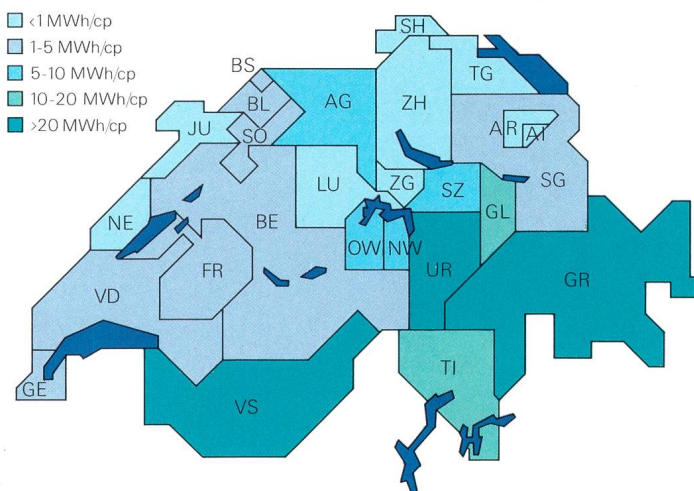 <1 MWh/cp
1-5 MWh/cp
5-10 MWh/cp
10-20 MWh/cp
>20 MWh/cp
SH
BS
TG
BL
AG
ZH
JU
SO
AR
AI
LU
ZG
SZ
SG
NE
BE
GL
OW
NW
FR
UR
GR
VD
TI
GE
VS